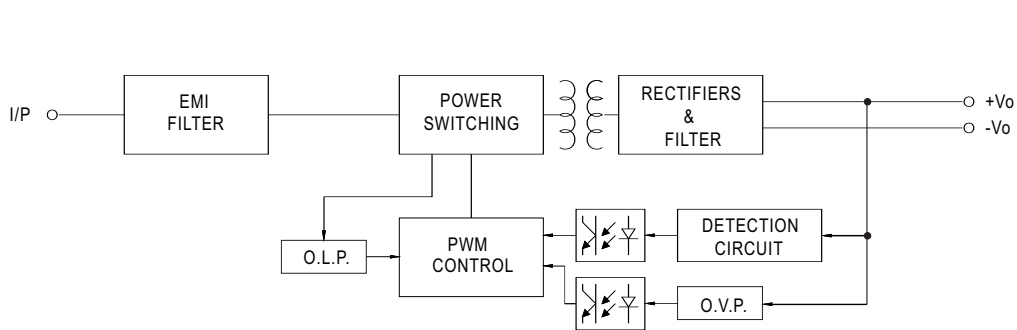 I/P
EMI
FILTER
POWER
SWITCHING
RECTIFIERS
&
FILTER
+Vo
-Vo
O.L.P.
PWM
CONTROL
DETECTION
CIRCUIT
O.V.P.